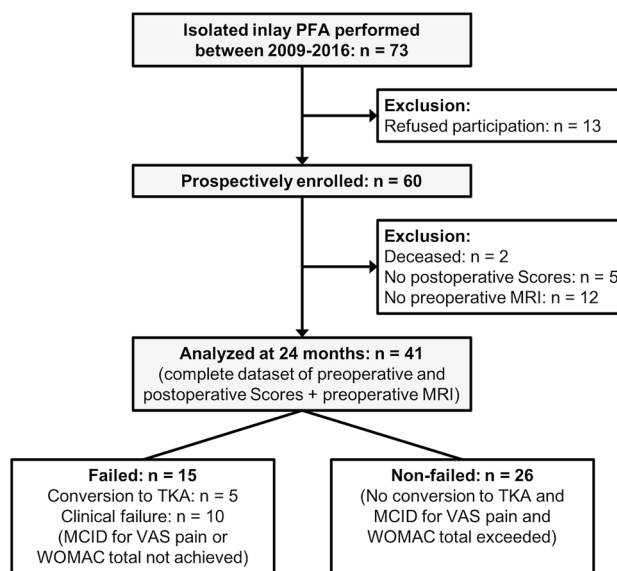 Isolated inlay PFA performed
between 2009-2016: n = 73
Exclusion:
Refused participation: n = 13
Prospectively enrolled: n = 60
Exclusion:
Deceased: n = 2
No postoperative Scores: n = 5
No preoperative MRI: n = 12
Analyzed at 24 months: n = 41
(complete dataset of preoperative and
postoperative Scores + preoperative MRI)
Failed: n = 15
Conversion to TKA: n = 5
Clinical failure: n = 10
(MCID for VAS pain or
WOMAC total not achieved)
Non-failed: n = 26
(No conversion to TKA and
MCID for VAS pain and
WOMAC total exceeded)